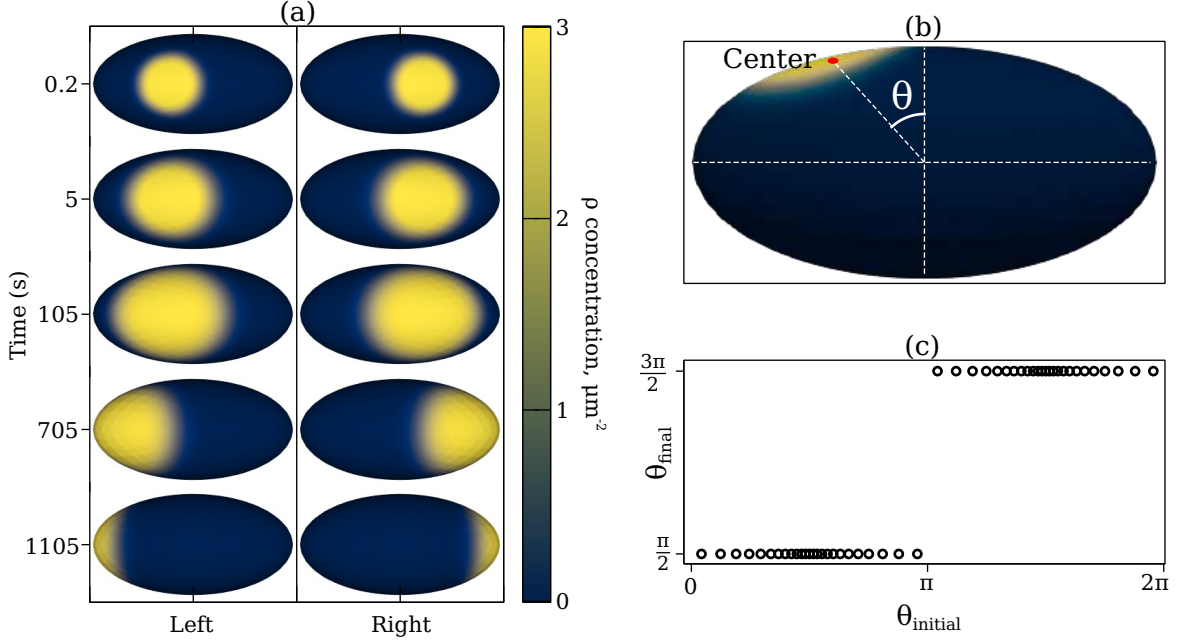 (a)
0.2
5
105
705
1105
Time (s)
Left
Right
3
2
1
0
ρ concentration, μm⁻²
(b)
Center
θ
(c)
3π
2
π
2
θfinal
0
π
2π
θinitial